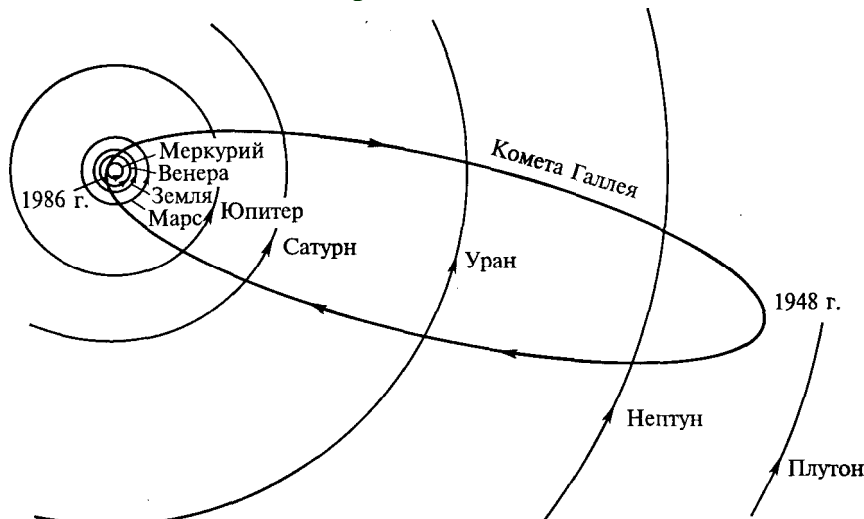 Комета Галлея
Меркурий
Венера
1986 г.
Земля
Марс
Юпитер
Сатурн
Уран
1948 г.
Нептун
Плутон